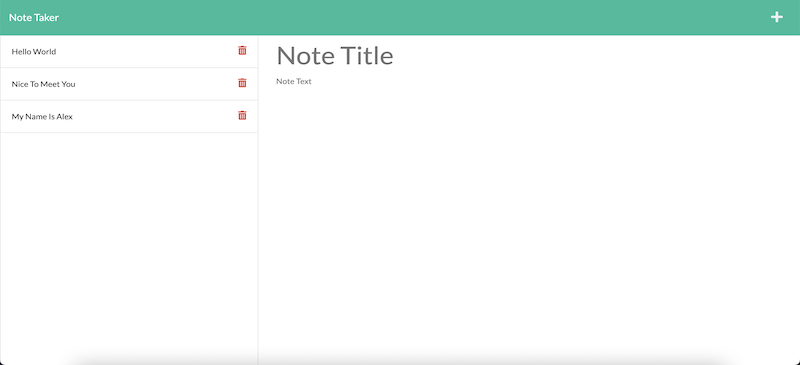 Note Taker
Hello World
Nice To Meet You
My Name Is Alex
Note Title
Note Text